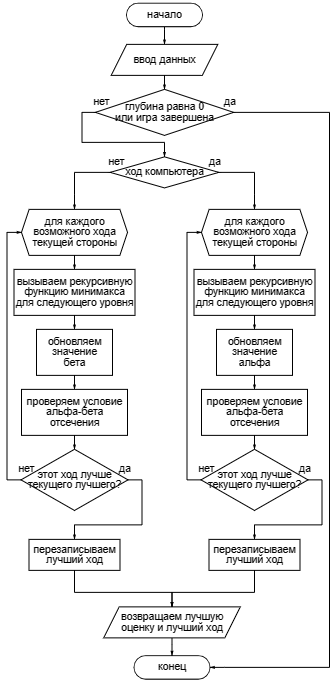 начало
ввод данных
нет
глубина равна 0
или игра завершена
да
нет
ход компьютера
да
для каждого
возможного хода
текущей стороны
вызываем рекурсивную
функцию минимакса
для следующего уровня
обновляем
значение
бета
проверяем условие
альфа-бета
отсечения
нет
этот ход лучше
текущего лучшего?
да
перезаписываем
лучший ход
для каждого
возможного хода
текущей стороны
вызываем рекурсивную
функцию минимакса
для следующего уровня
обновляем
значение
альфа
проверяем условие
альфа-бета
отсечения
нет
этот ход лучше
текущего лучшего?
да
перезаписываем
лучший ход
возвращаем лучшую
оценку и лучший ход
конец